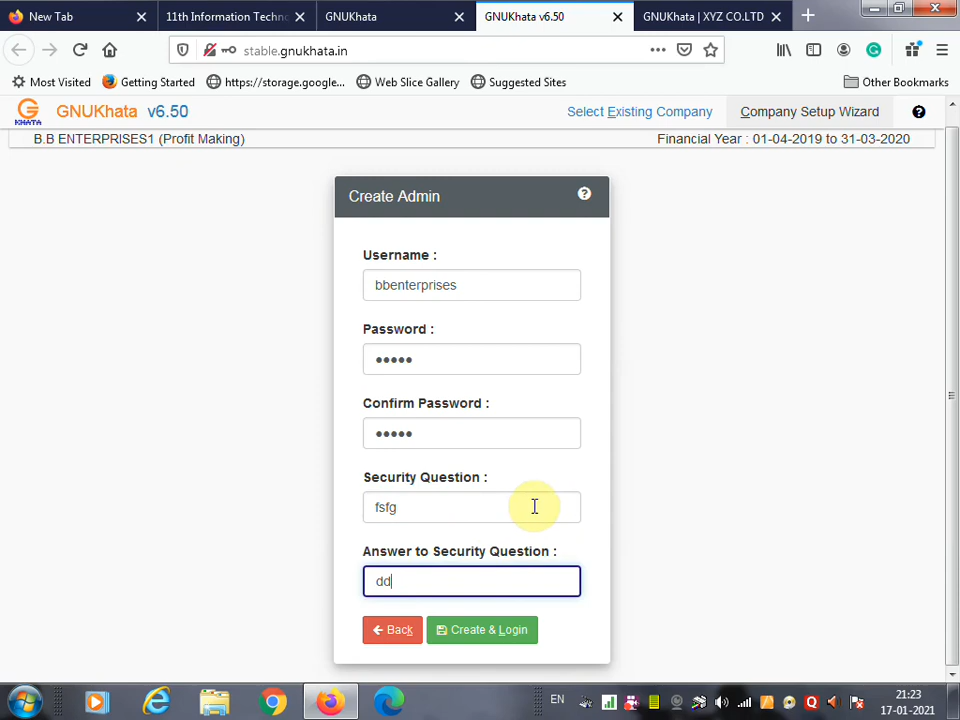 New Tab
11th Information Techno
GNUKhata
GNUKhata v6.50
GNUKhata | XYZ CO.LTD
stable.gnukhata.in
Most Visited
Getting Started
https://storage.google...
Web Slice Gallery
Suggested Sites
Other Bookmarks
KHATA
GNUKhata v6.50
Select Existing Company
Company Setup Wizard
B.B ENTERPRISES1 (Profit Making)
Financial Year : 01-04-2019 to 31-03-2020
Create Admin
Username :
bbenterprises
Password :
•••••
Confirm Password :
•••••
Security Question :
fsfg
Answer to Security Question :
dd
Back
Create & Login
EN
21:23
17-01-2021